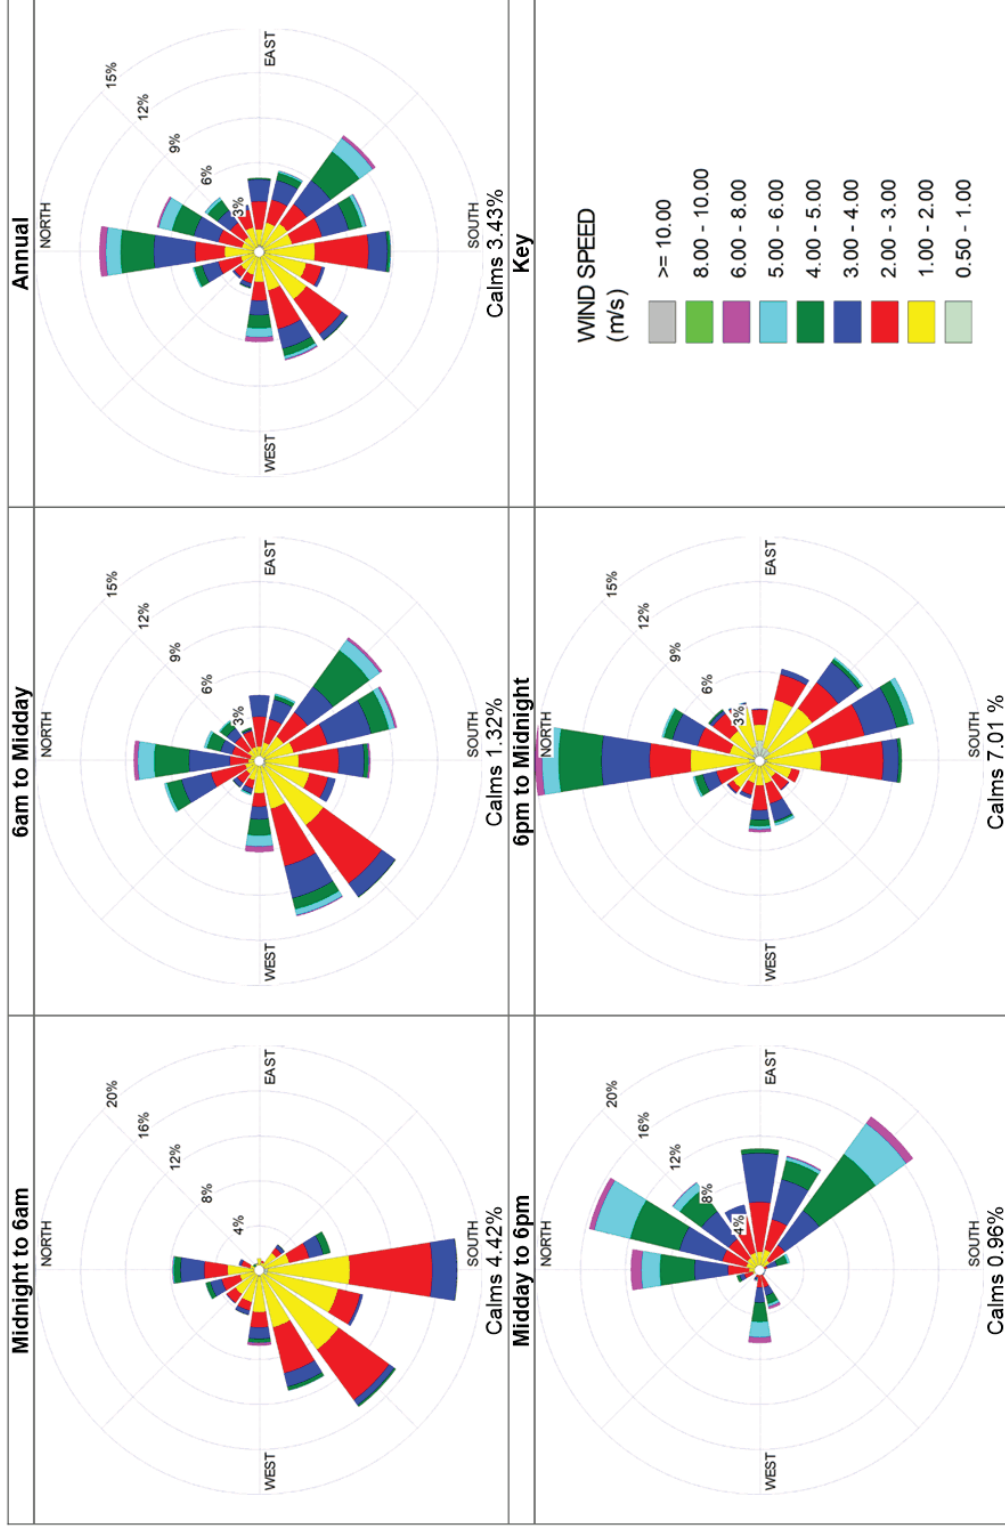 Midnight to 6am
NORTH
20%
16%
12%
8%
4%
EAST
WEST
SOUTH
Calms 4.42%
6am to Midday
NORTH
15%
12%
9%
6%
3%
EAST
WEST
SOUTH
Calms 1.32%
Annual
NORTH
15%
12%
9%
6%
3%
EAST
WEST
SOUTH
Calms 3.43%
Midday to 6pm
NORTH
20%
16%
12%
8%
4%
EAST
WEST
SOUTH
Calms 0.96%
6pm to Midnight
NORTH
15%
12%
9%
6%
3%
EAST
WEST
SOUTH
Calms 7.01 %
Key
WIND SPEED
(m/s)
>= 10.00
8.00 - 10.00
6.00 - 8.00
5.00 - 6.00
4.00 - 5.00
3.00 - 4.00
2.00 - 3.00
1.00 - 2.00
0.50 - 1.00